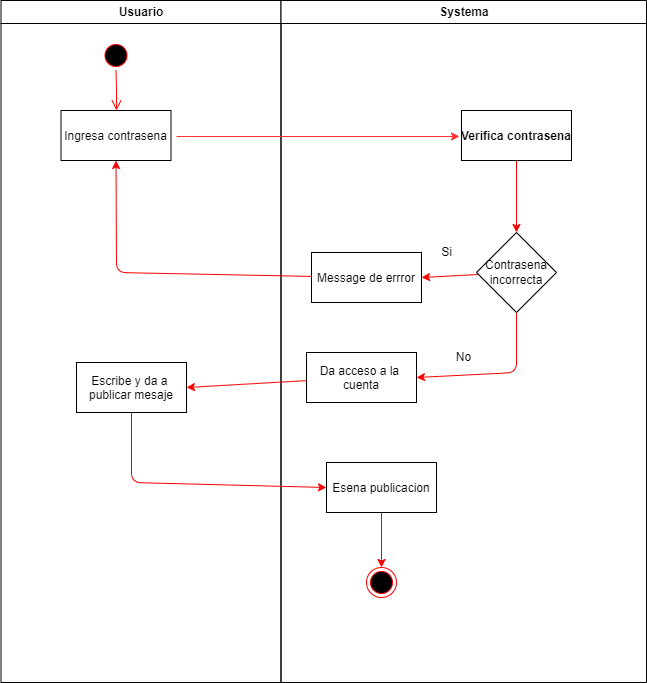 Usuario
Systema
Ingresa contrasena
Verifica contrasena
Contrasena
incorrecta
Si
Message de errror
No
Da acceso a la
cuenta
Escribe y da a
publicar mesaje
Esena publicacion